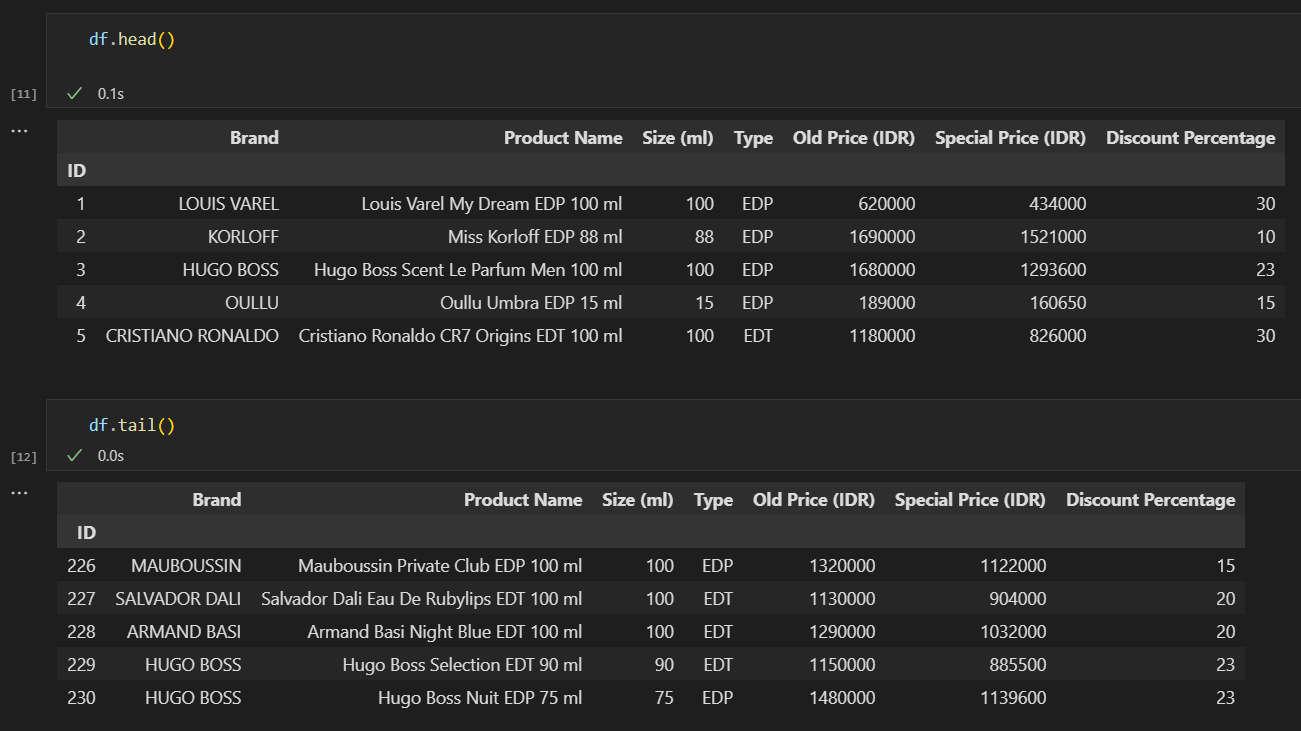 df.head()
[11]
0.1s
...
Brand Product Name Size (ml) Type Old Price (IDR) Special Price (IDR) Discount Percentage
ID
1 LOUIS VAREL Louis Varel My Dream EDP 100 ml 100 EDP 620000 434000 30
2 KORLOFF Miss Korloff EDP 88 ml 88 EDP 1690000 1521000 10
3 HUGO BOSS Hugo Boss Scent Le Parfum Men 100 ml 100 EDP 1680000 1293600 23
4 OULLU Oullu Umbra EDP 15 ml 15 EDP 189000 160650 15
5 CRISTIANO RONALDO Cristiano Ronaldo CR7 Origins EDT 100 ml 100 EDT 1180000 826000 30
df.tail()
[12]
0.0s
...
Brand Product Name Size (ml) Type Old Price (IDR) Special Price (IDR) Discount Percentage
ID
226 MAUBOUSSIN Mauboussin Private Club EDP 100 ml 100 EDP 1320000 1122000 15
227 SALVADOR DALI Salvador Dali Eau De Rubylips EDT 100 ml 100 EDT 1130000 904000 20
228 ARMAND BASI Armand Basi Night Blue EDT 100 ml 100 EDT 1290000 1032000 20
229 HUGO BOSS Hugo Boss Selection EDT 90 ml 90 EDT 1150000 885500 23
230 HUGO BOSS Hugo Boss Nuit EDP 75 ml 75 EDP 1480000 1139600 23